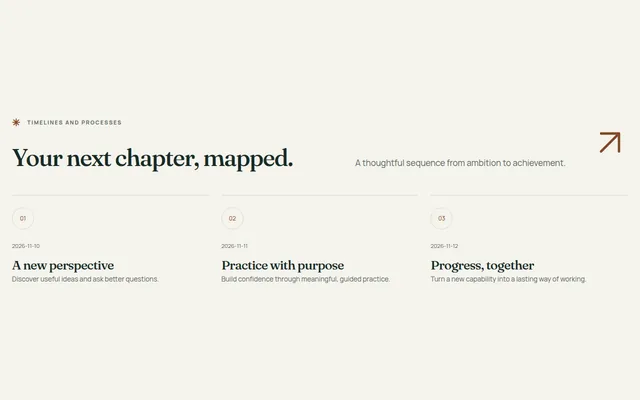 TIMELINES AND PROCESSES
Your next chapter, mapped.
A thoughtful sequence from ambition to achievement.
01
2026-11-10
A new perspective
Discover useful ideas and ask better questions.
02
2026-11-11
Practice with purpose
Build confidence through meaningful, guided practice.
03
2026-11-12
Progress, together
Turn a new capability into a lasting way of working.